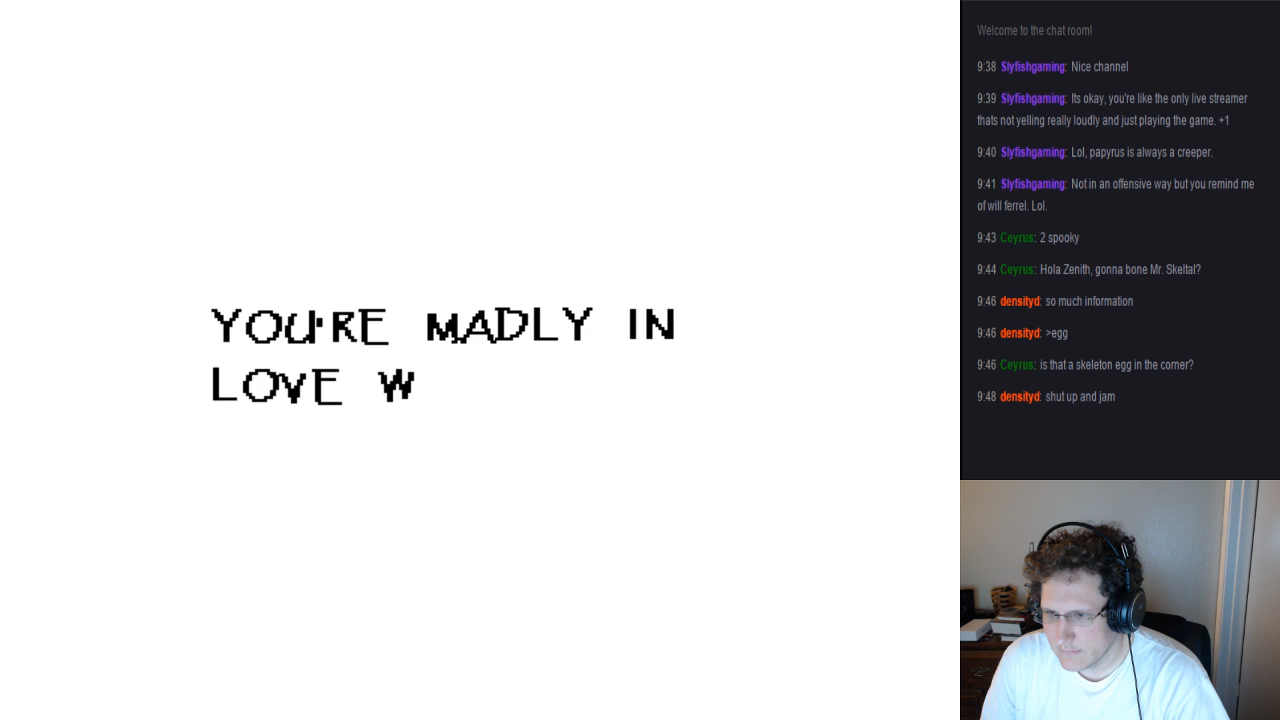 YOU'RE MADLY IN
LOVE W
Welcome to the chat room!
9:38 Slyfishgaming: Nice channel
9:39 Slyfishgaming: Its okay, you're like the only live streamer
thats not yelling really loudly and just playing the game. +1
9:40 Slyfishgaming: Lol, papyrus is always a creeper.
9:41 Slyfishgaming: Not in an offensive way but you remind me
of will ferrel. Lol.
9:43 Ceyrus: 2 spooky
9:44 Ceyrus: Hola Zenith, gonna bone Mr. Skeltal?
9:46 densityd: so much information
9:46 densityd: >egg
9:46 Ceyrus: is that a skeleton egg in the corner?
9:48 densityd: shut up and jam